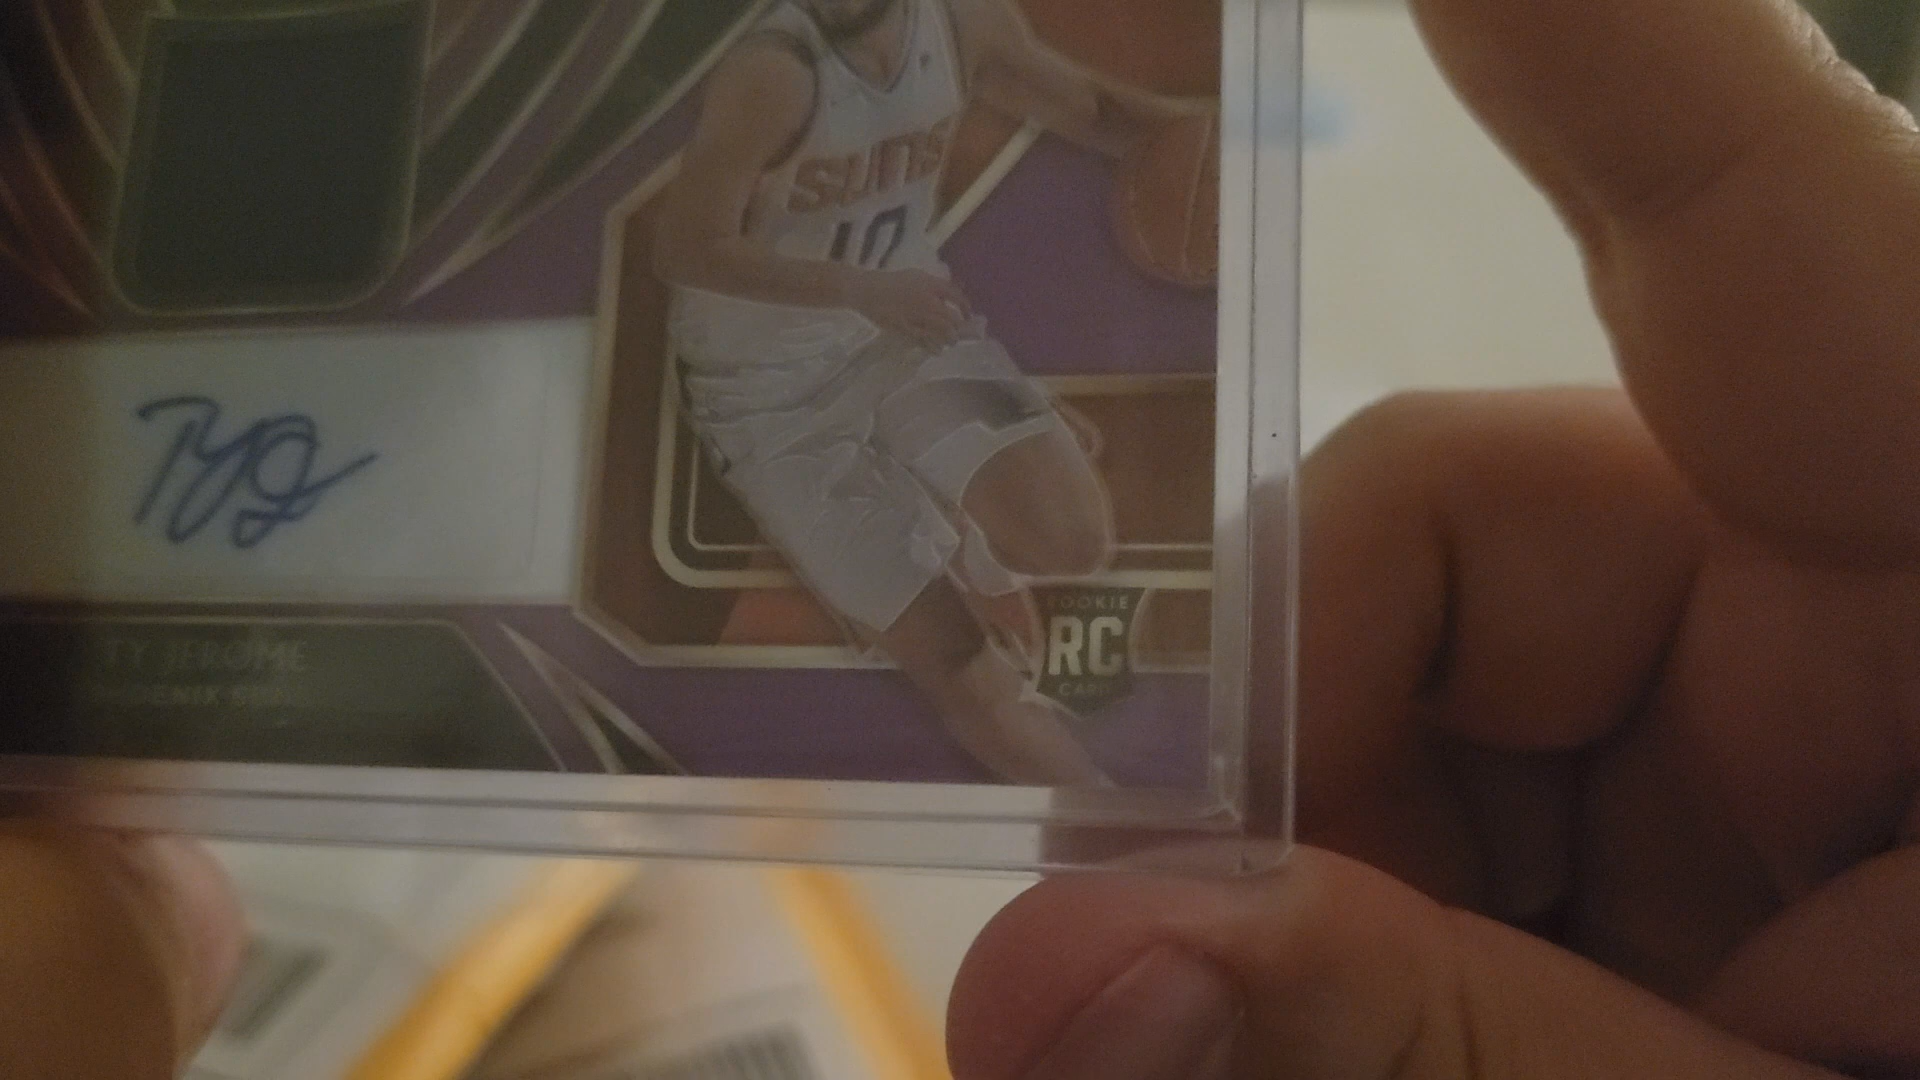 SUNS
10
TY JEROME
PHOENIX SUNS
ROOKIE
RC
CARD